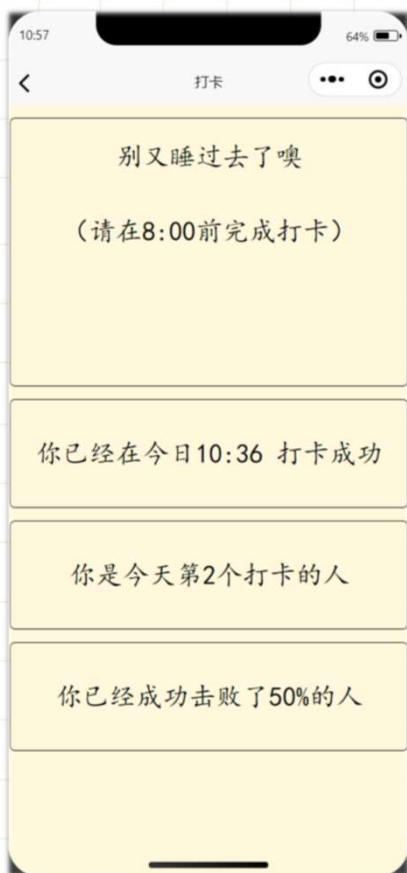 10:57
64%
打卡
别又睡过去了噢
（请在8:00前完成打卡）
你已经在今日10:36 打卡成功
你是今天第2个打卡的人
你已经成功击败了50%的人